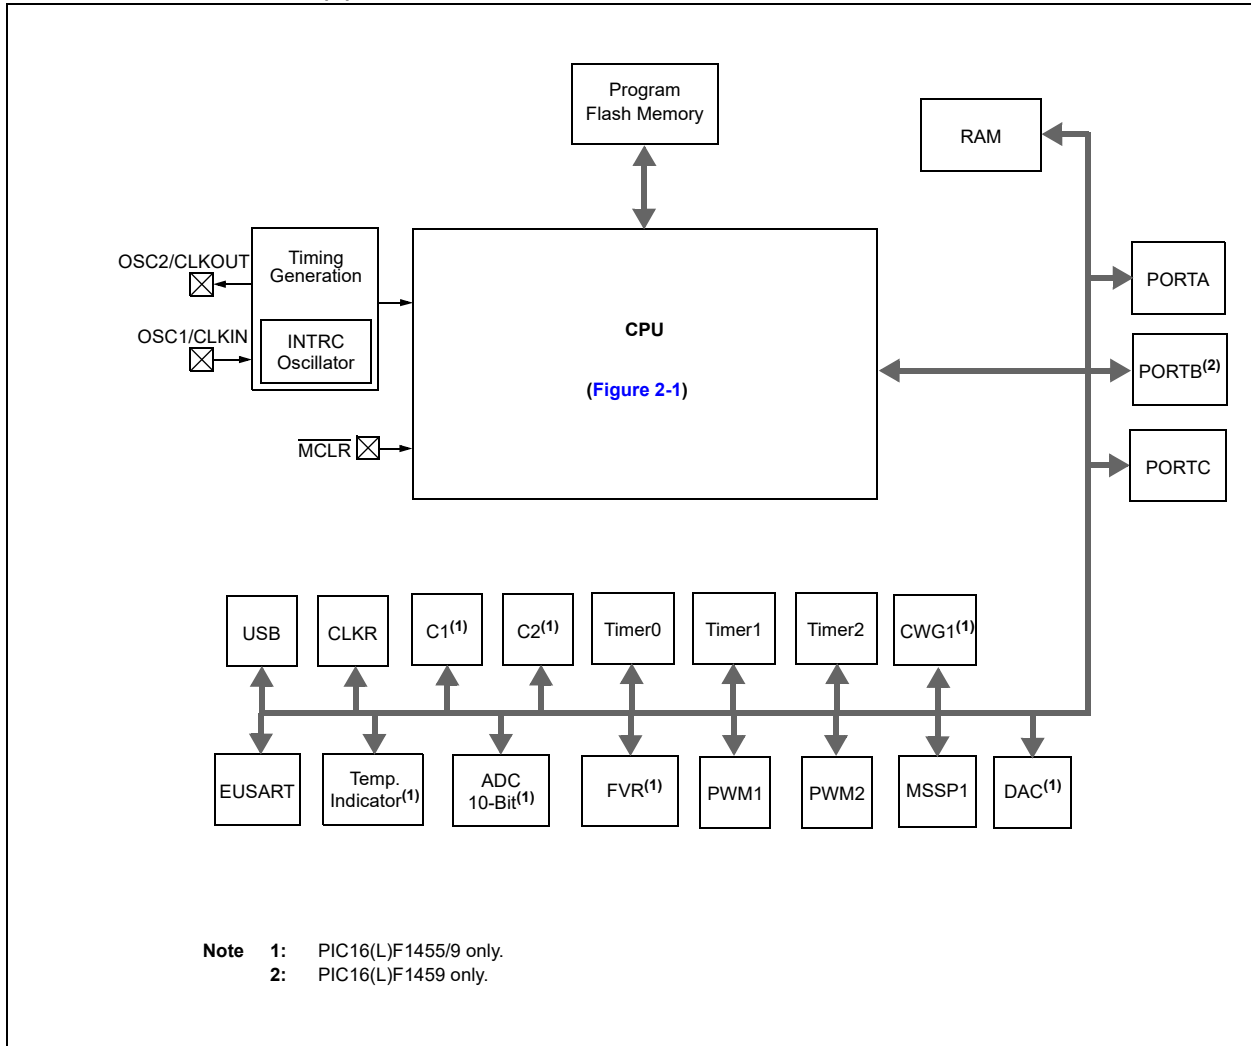 Program
Flash Memory
RAM
OSC2/CLKOUT
Timing
Generation
PORTA
OSC1/CLKIN
INTRC
Oscillator
CPU
(Figure 2-1)
PORTB(2)
MCLR
PORTC
USB
CLKR
C1(1)
C2(1)
Timer0
Timer1
Timer2
CWG1(1)
EUSART
Temp.
Indicator(1)
ADC
10-Bit(1)
FVR(1)
PWM1
PWM2
MSSP1
DAC(1)
Note 1: PIC16(L)F1455/9 only.
2: PIC16(L)F1459 only.